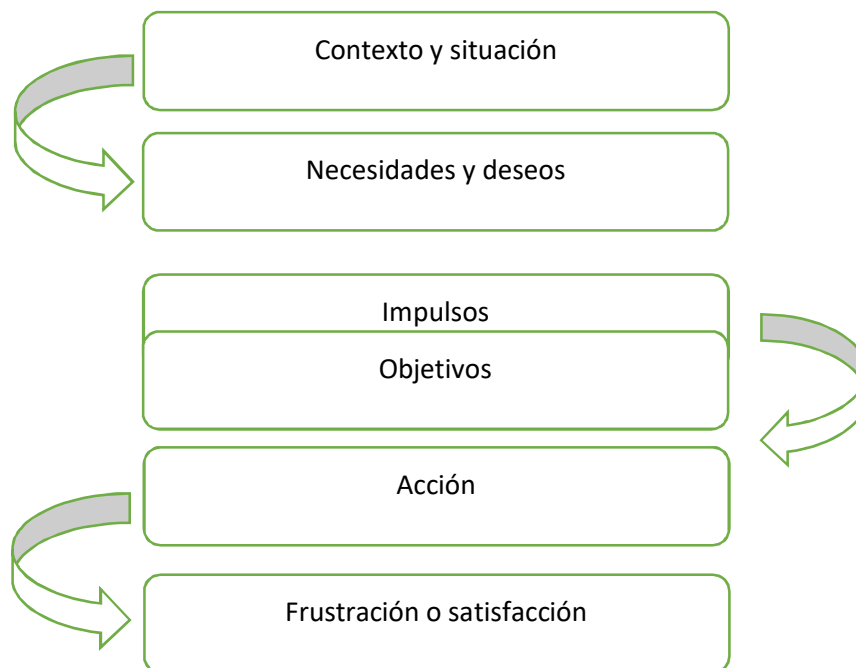 Contexto y situación
Necesidades y deseos
Impulsos
Objetivos
Acción
Frustración o satisfacción